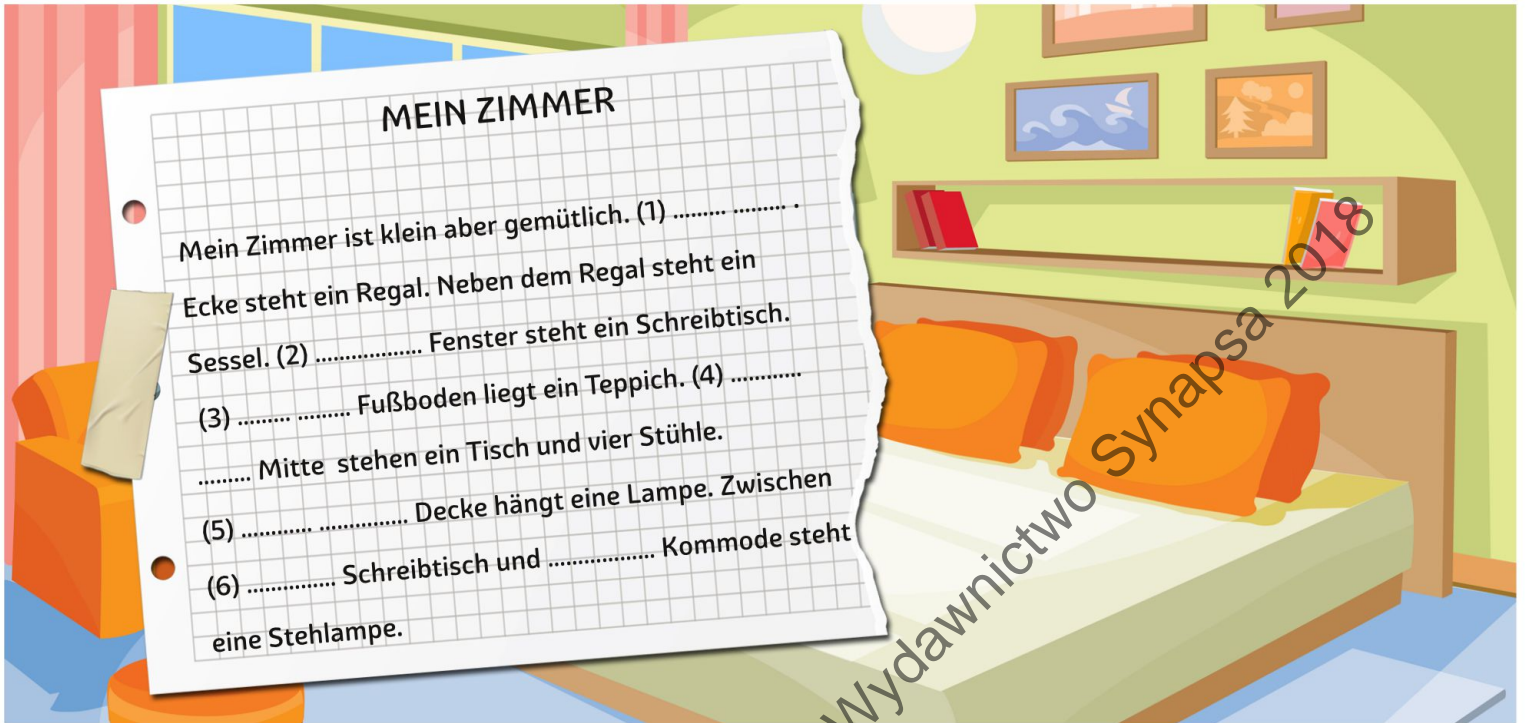 MEIN ZIMMER
Mein Zimmer ist klein aber gemütlich. (1) ......... ......... .
Ecke steht ein Regal. Neben dem Regal steht ein
Sessel. (2) .................. Fenster steht ein Schreibtisch.
(3) ......... ......... Fußboden liegt ein Teppich. (4) ............
......... Mitte stehen ein Tisch und vier Stühle.
(5) ............ ............... Decke hängt eine Lampe. Zwischen
(6) ............... Schreibtisch und .................. Kommode steht
eine Stehlampe.
Wydawnictwo Synapsa 2018